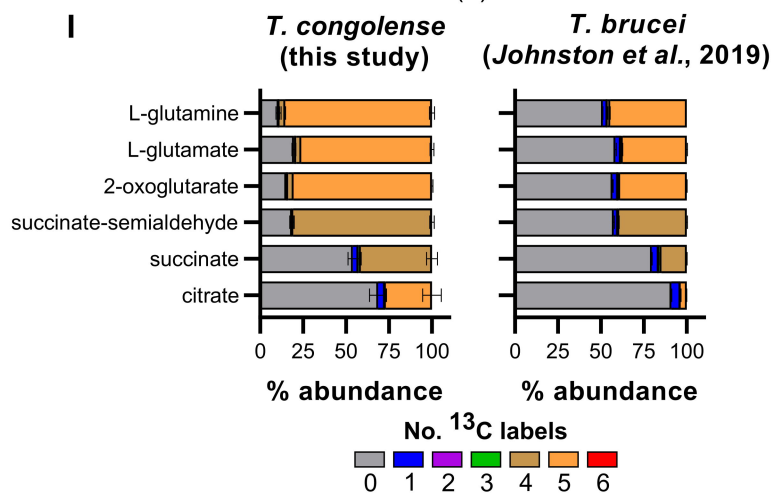 I
T. congolense
(this study)
T. brucei
(Johnston et al., 2019)
L-glutamine
L-glutamate
2-oxoglutarate
succinate-semialdehyde
succinate
citrate
0 25 50 75 100
0 25 50 75 100
% abundance
% abundance
No. 13C labels
0 1 2 3 4 5 6